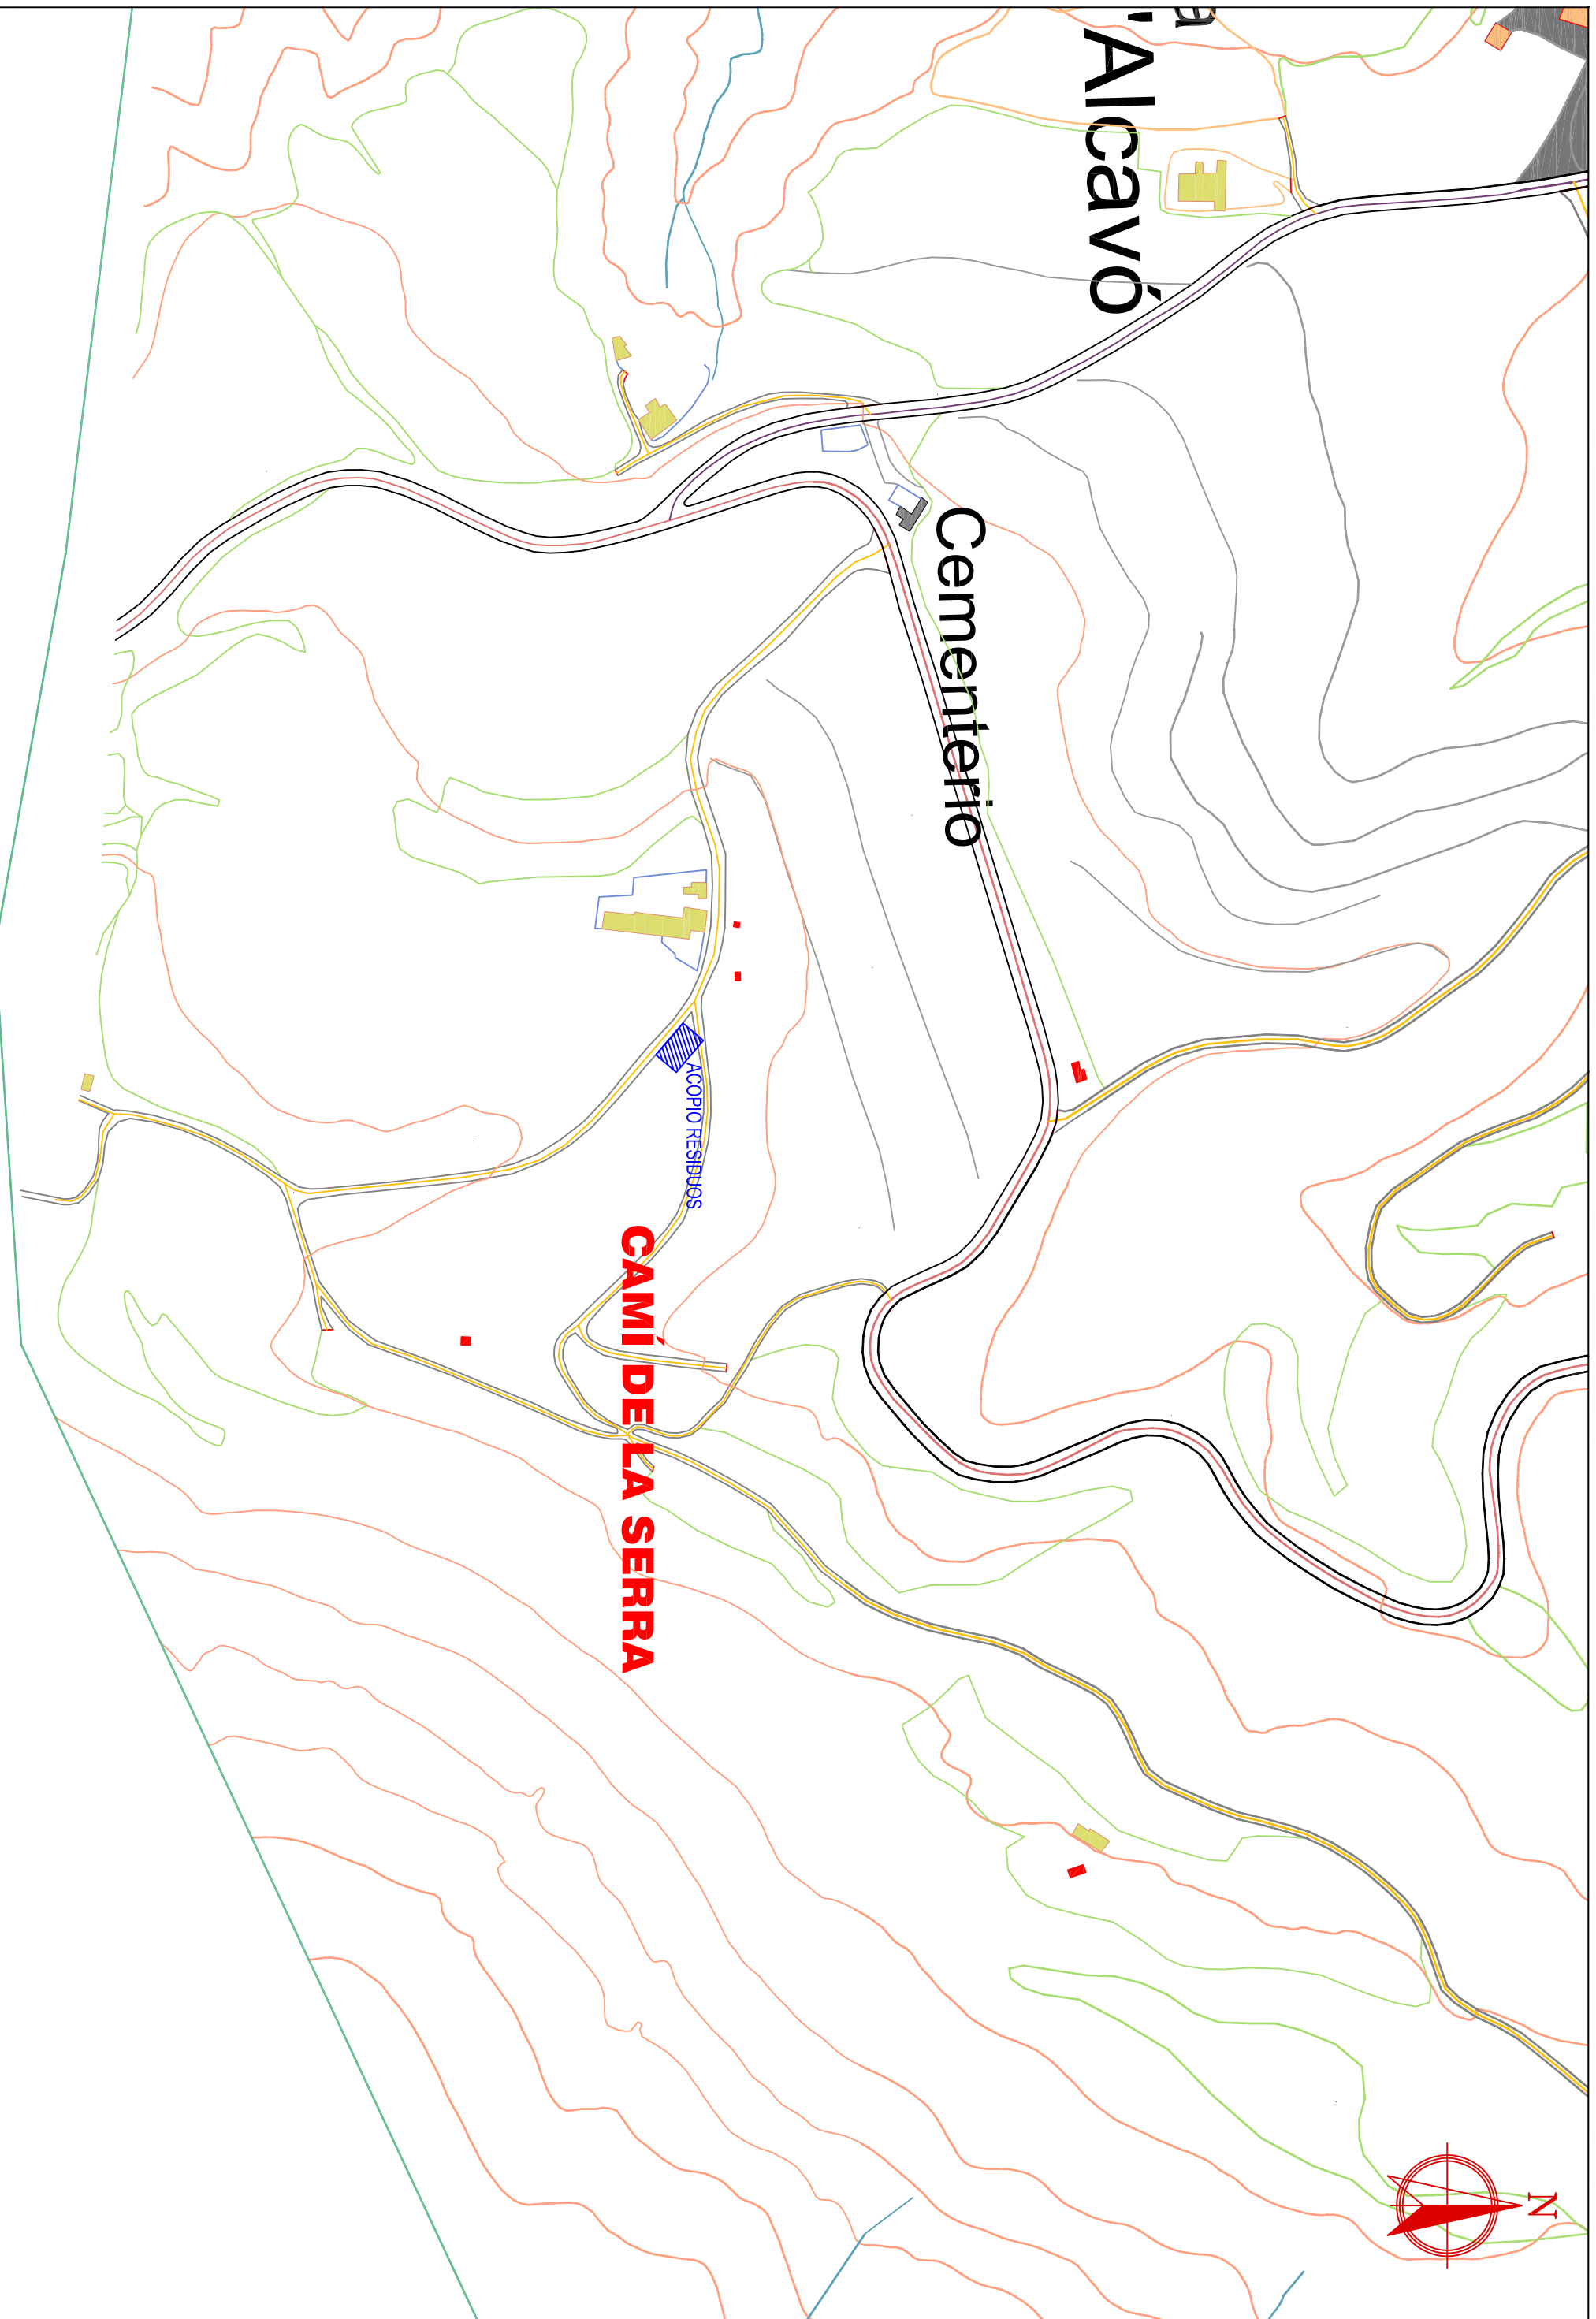 'Alcavó
Cementerio
ACOPIO RESIDUOS
CAMÍ DE LA SERRA
N